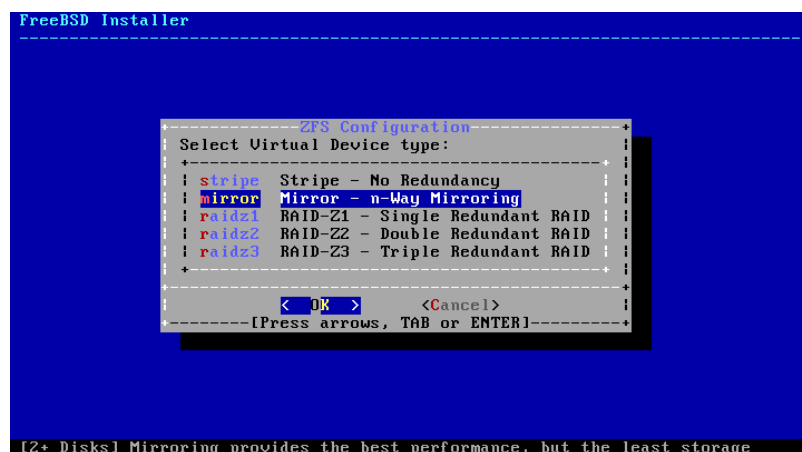 FreeBSD Installer
ZFS Configuration
Select Virtual Device type:
stripe Stripe - No Redundancy
mirror Mirror - n-Way Mirroring
raidz1 RAID-Z1 - Single Redundant RAID
raidz2 RAID-Z2 - Double Redundant RAID
raidz3 RAID-Z3 - Triple Redundant RAID
< OK > <Cancel>
[Press arrows, TAB or ENTER]
[2+ Disks] Mirroring provides the best performance, but the least storage